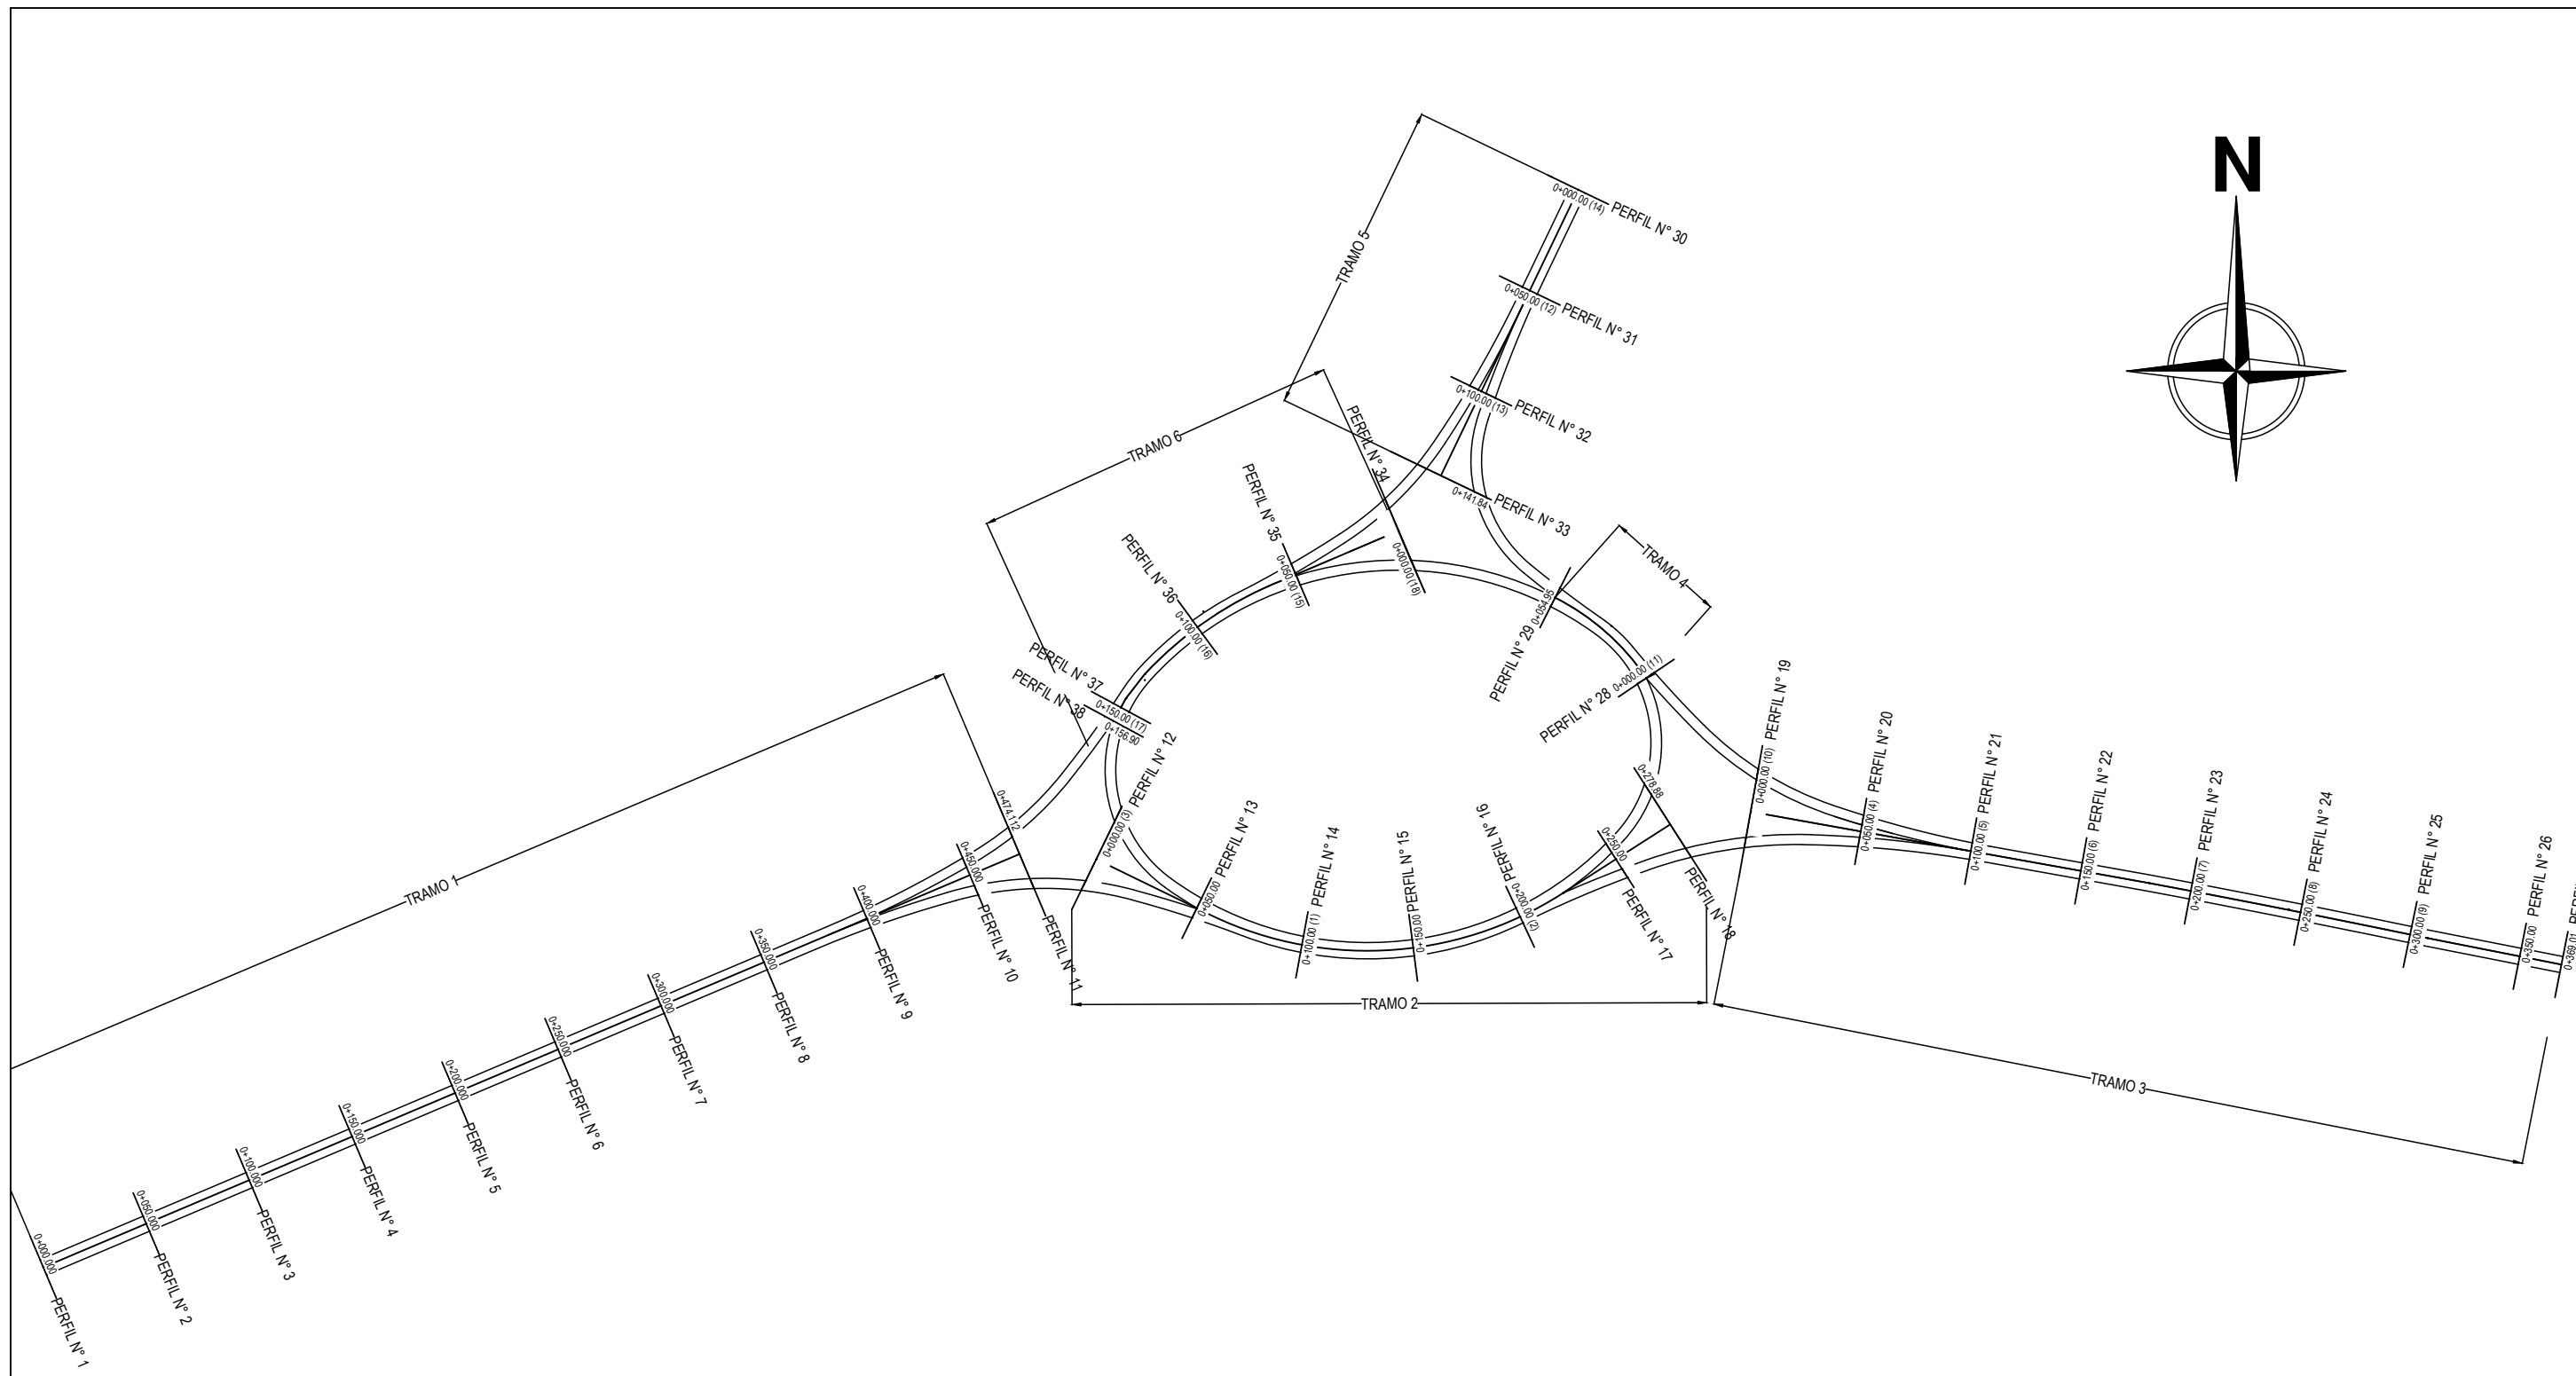 N
TRAMO 1
0+000.000
PERFIL N° 1
0+050.000
PERFIL N° 2
0+100.000
PERFIL N° 3
0+150.000
PERFIL N° 4
0+200.000
PERFIL N° 5
0+250.000
PERFIL N° 6
0+300.000
PERFIL N° 7
0+350.000
PERFIL N° 8
0+400.000
PERFIL N° 9
0+450.000
PERFIL N° 10
0+474.112
PERFIL N° 11
TRAMO 2
0+000.00 (3) PERFIL N° 12
0+050.00 PERFIL N° 13
0+100.00 (1) PERFIL N° 14
0+150.00 PERFIL N° 15
0+200.00 (2)
PERFIL N° 16
0+250.00
PERFIL N° 17
0+278.88
PERFIL N° 18
TRAMO 3
0+000.00 (10) PERFIL N° 19
0+050.00 (4) PERFIL N° 20
0+100.00 (5) PERFIL N° 21
0+150.00 (6) PERFIL N° 22
0+200.00 (7) PERFIL N° 23
0+250.00 (8) PERFIL N° 24
0+300.00 (9) PERFIL N° 25
0+350.00 PERFIL N° 26
0+369.01 PERFIL
TRAMO 4
PERFIL N° 28 0+000.00 (11)
PERFIL N° 29 0+054.95
TRAMO 5
0+000.00 (14) PERFIL N° 30
0+050.00 (12) PERFIL N° 31
0+100.00 (13) PERFIL N° 32
0+141.84 PERFIL N° 33
TRAMO 6
PERFIL N° 34
0+000.00 (18)
PERFIL N° 35
0+050.00 (15)
PERFIL N° 36
0+100.00 (16)
PERFIL N° 37
0+150.00 (17)
PERFIL N° 38
0+156.90